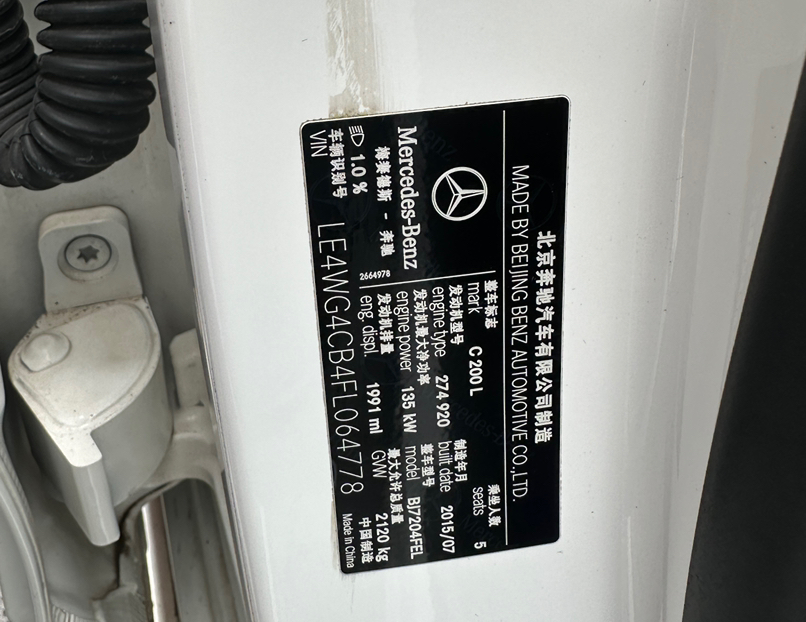 北京奔驰汽车有限公司制造
MADE BY BEIJING BENZ AUTOMOTIVE CO.,LTD.
整车标志
mark C 200 L
乘坐人数
seats 5
发动机型号
engine type 274 920
制造年月
built date 2015/07
发动机最大净功率
engine power 135 kW
整车型号
model BJ7204FEL
发动机排量
eng. displ. 1991 ml
最大允许总质量
GVW 2120 kg
Mercedes-Benz
梅赛德斯 - 奔驰
2664978
1.0 %
车辆识别号
VIN LE4WG4CB4FL064778
中国制造
Made in China